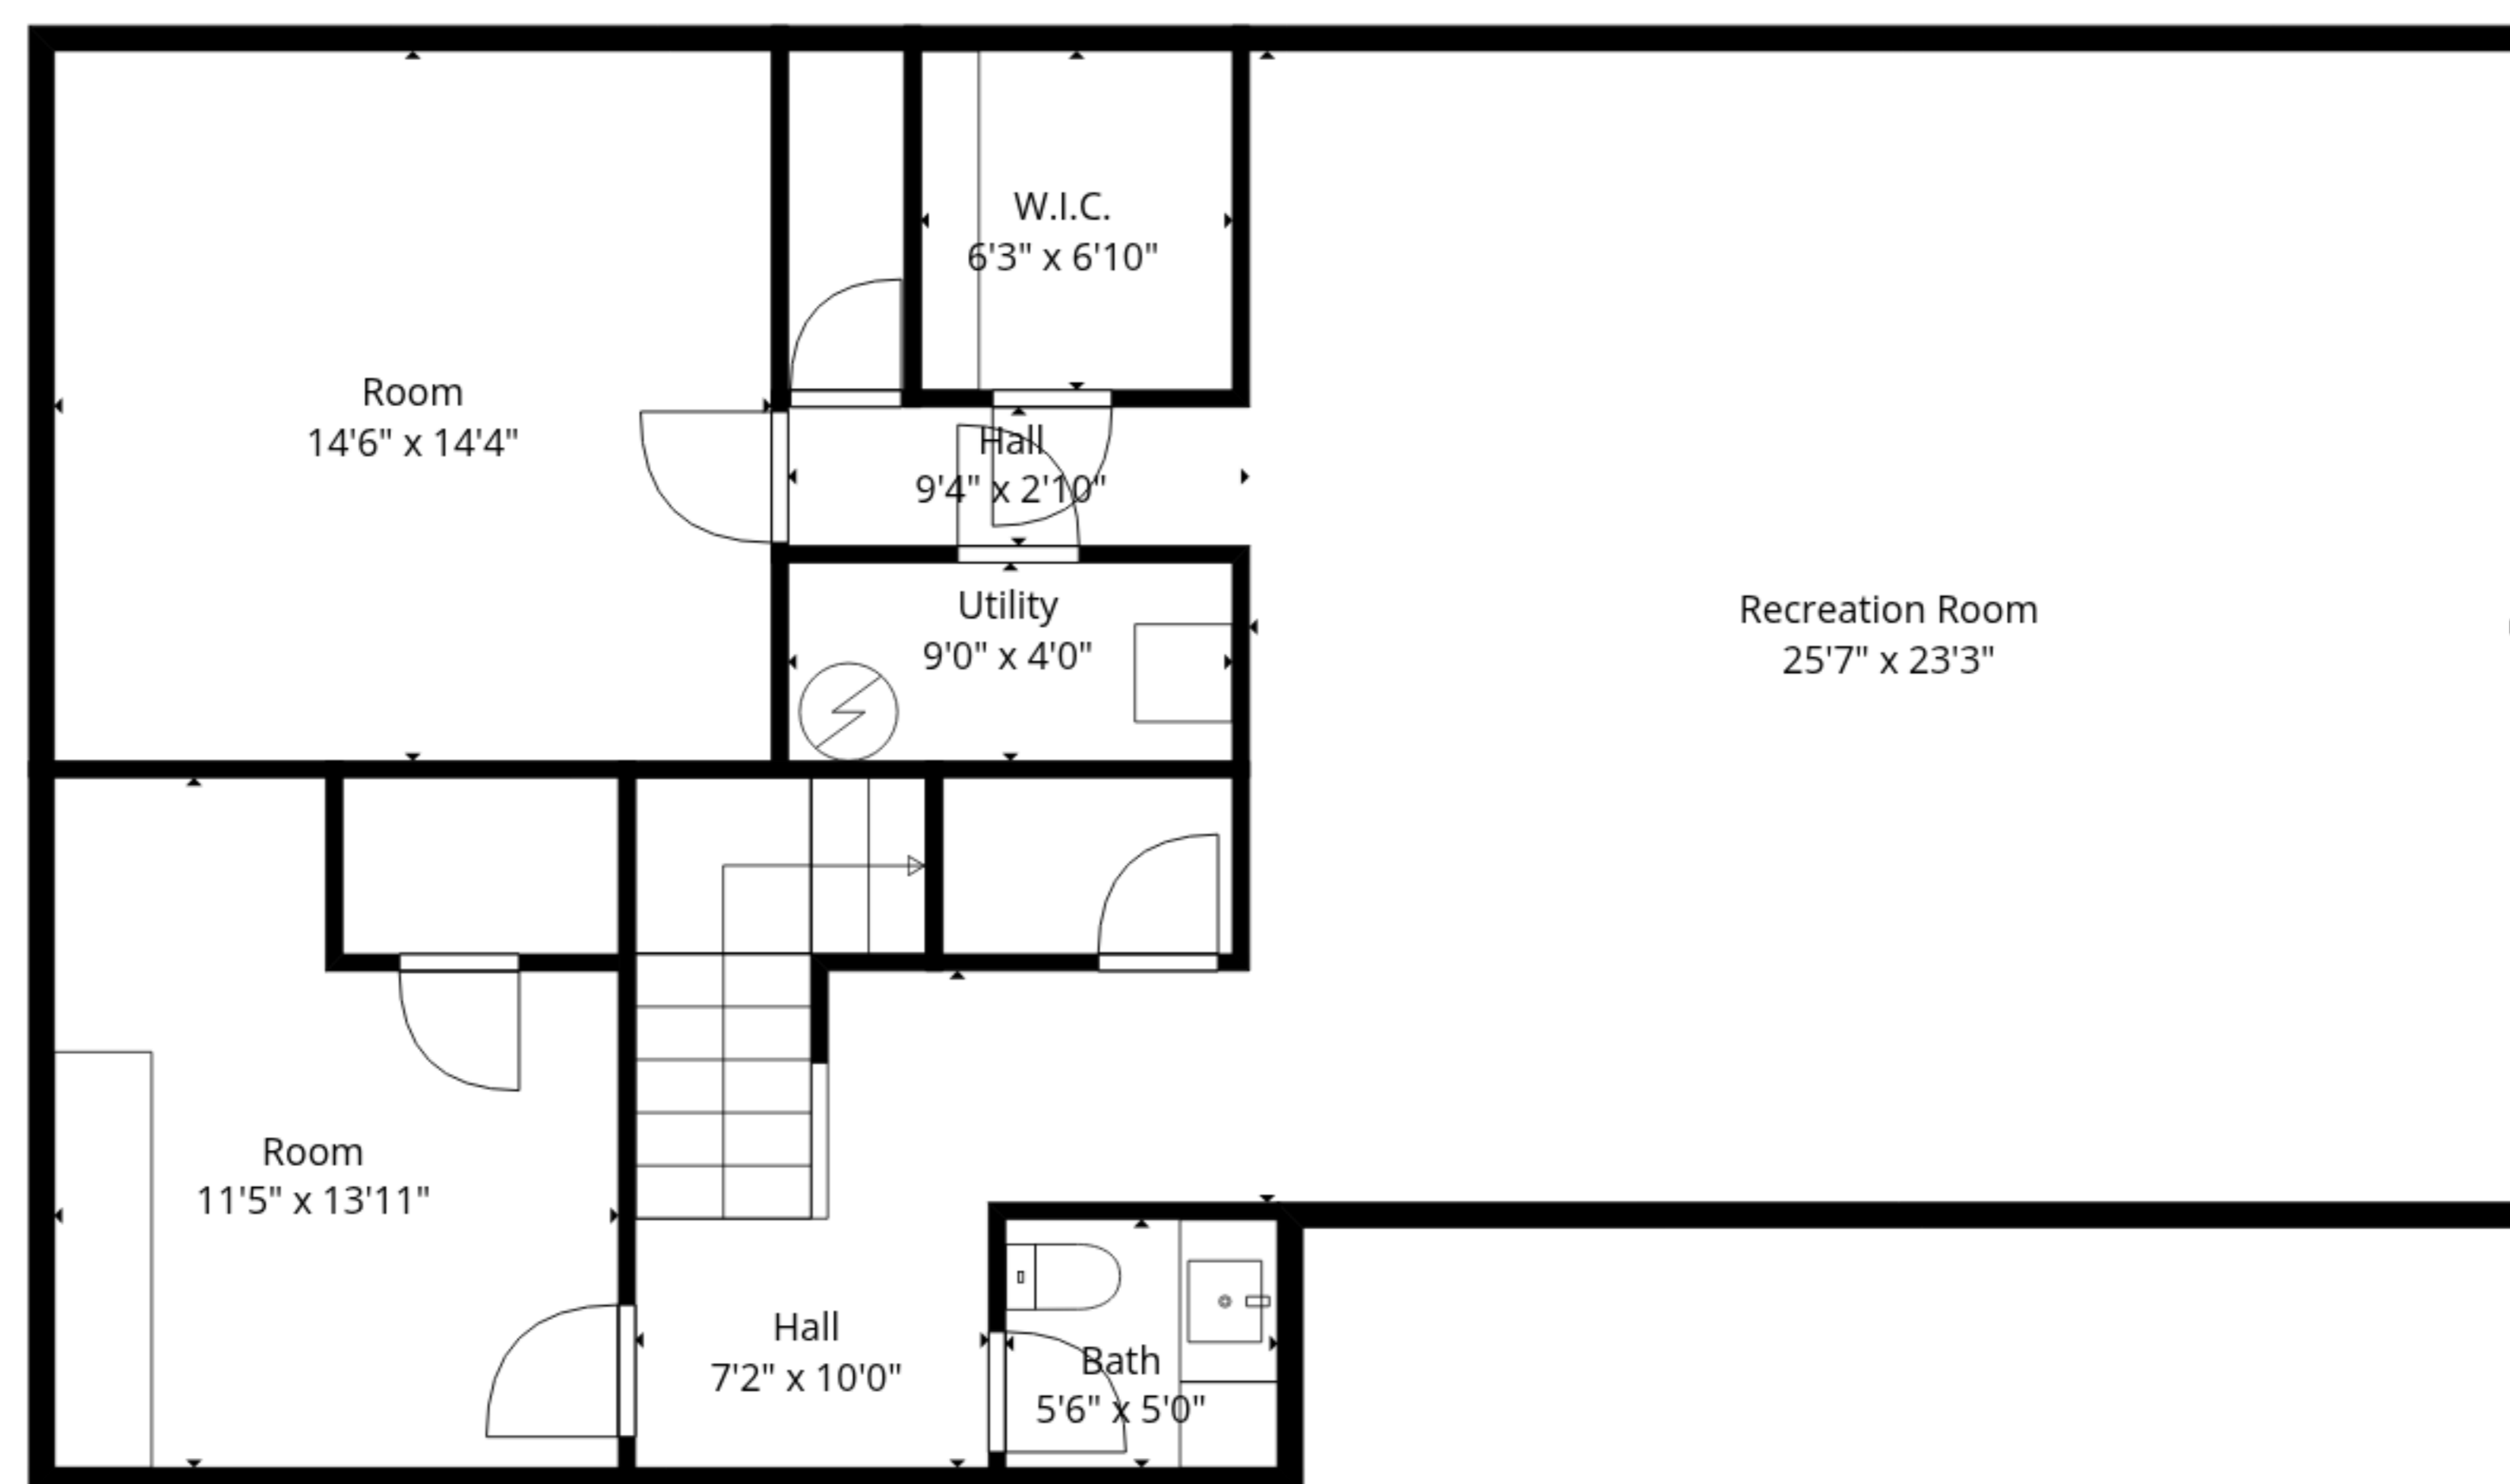 W.I.C.
6'3" x 6'10"
Room
14'6" x 14'4"
Hall
9'4" x 2'10"
Utility
9'0" x 4'0"
Recreation Room
25'7" x 23'3"
Room
11'5" x 13'11"
Hall
7'2" x 10'0"
Bath
5'6" x 5'0"